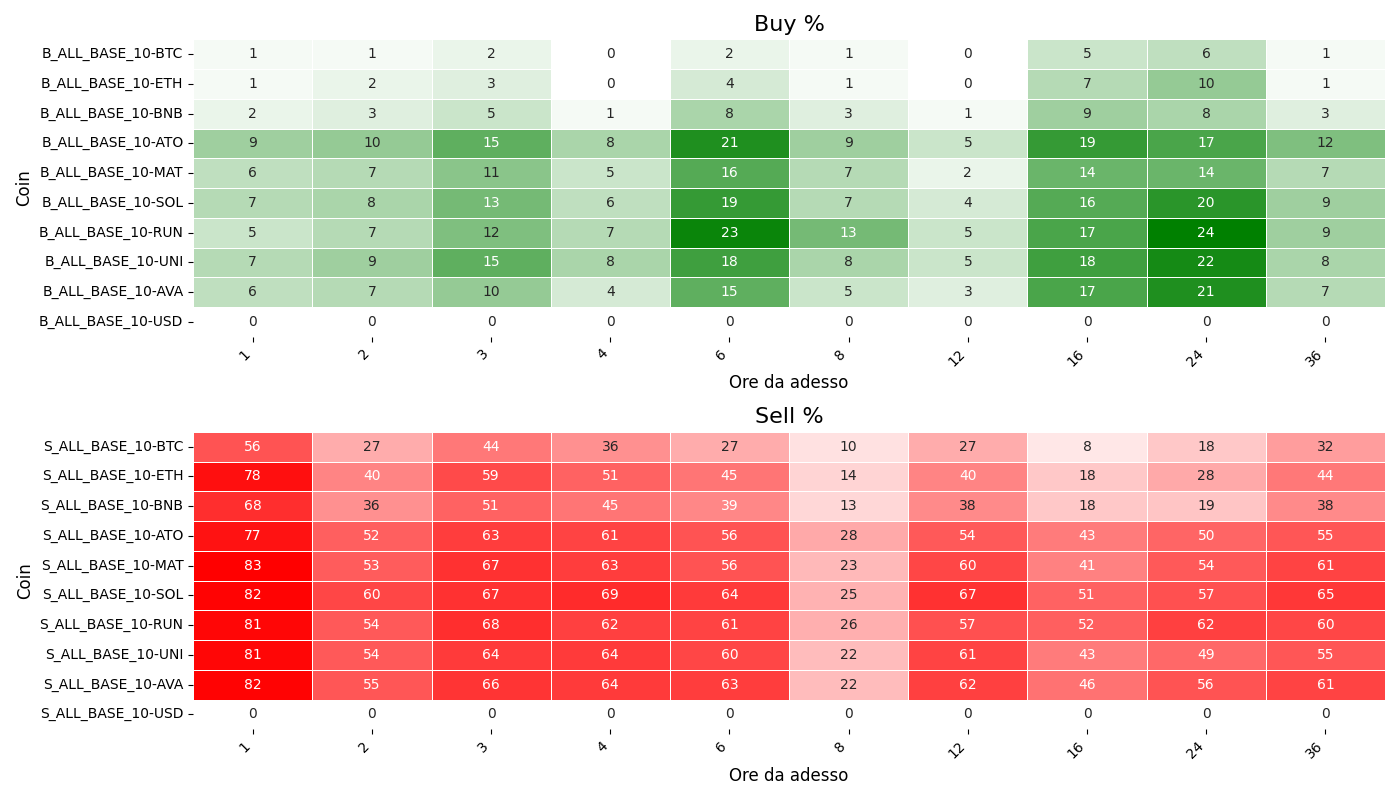 Buy %
Coin
B_ALL_BASE_10-BTC 1 1 2 0 2 1 0 5 6 1
B_ALL_BASE_10-ETH 1 2 3 0 4 1 0 7 10 1
B_ALL_BASE_10-BNB 2 3 5 1 8 3 1 9 8 3
B_ALL_BASE_10-ATO 9 10 15 8 21 9 5 19 17 12
B_ALL_BASE_10-MAT 6 7 11 5 16 7 2 14 14 7
B_ALL_BASE_10-SOL 7 8 13 6 19 7 4 16 20 9
B_ALL_BASE_10-RUN 5 7 12 7 23 13 5 17 24 9
B_ALL_BASE_10-UNI 7 9 15 8 18 8 5 18 22 8
B_ALL_BASE_10-AVA 6 7 10 4 15 5 3 17 21 7
B_ALL_BASE_10-USD 0 0 0 0 0 0 0 0 0 0
1 2 3 4 6 8 12 16 24 36
Ore da adesso
Sell %
Coin
S_ALL_BASE_10-BTC 56 27 44 36 27 10 27 8 18 32
S_ALL_BASE_10-ETH 78 40 59 51 45 14 40 18 28 44
S_ALL_BASE_10-BNB 68 36 51 45 39 13 38 18 19 38
S_ALL_BASE_10-ATO 77 52 63 61 56 28 54 43 50 55
S_ALL_BASE_10-MAT 83 53 67 63 56 23 60 41 54 61
S_ALL_BASE_10-SOL 82 60 67 69 64 25 67 51 57 65
S_ALL_BASE_10-RUN 81 54 68 62 61 26 57 52 62 60
S_ALL_BASE_10-UNI 81 54 64 64 60 22 61 43 49 55
S_ALL_BASE_10-AVA 82 55 66 64 63 22 62 46 56 61
S_ALL_BASE_10-USD 0 0 0 0 0 0 0 0 0 0
1 2 3 4 6 8 12 16 24 36
Ore da adesso